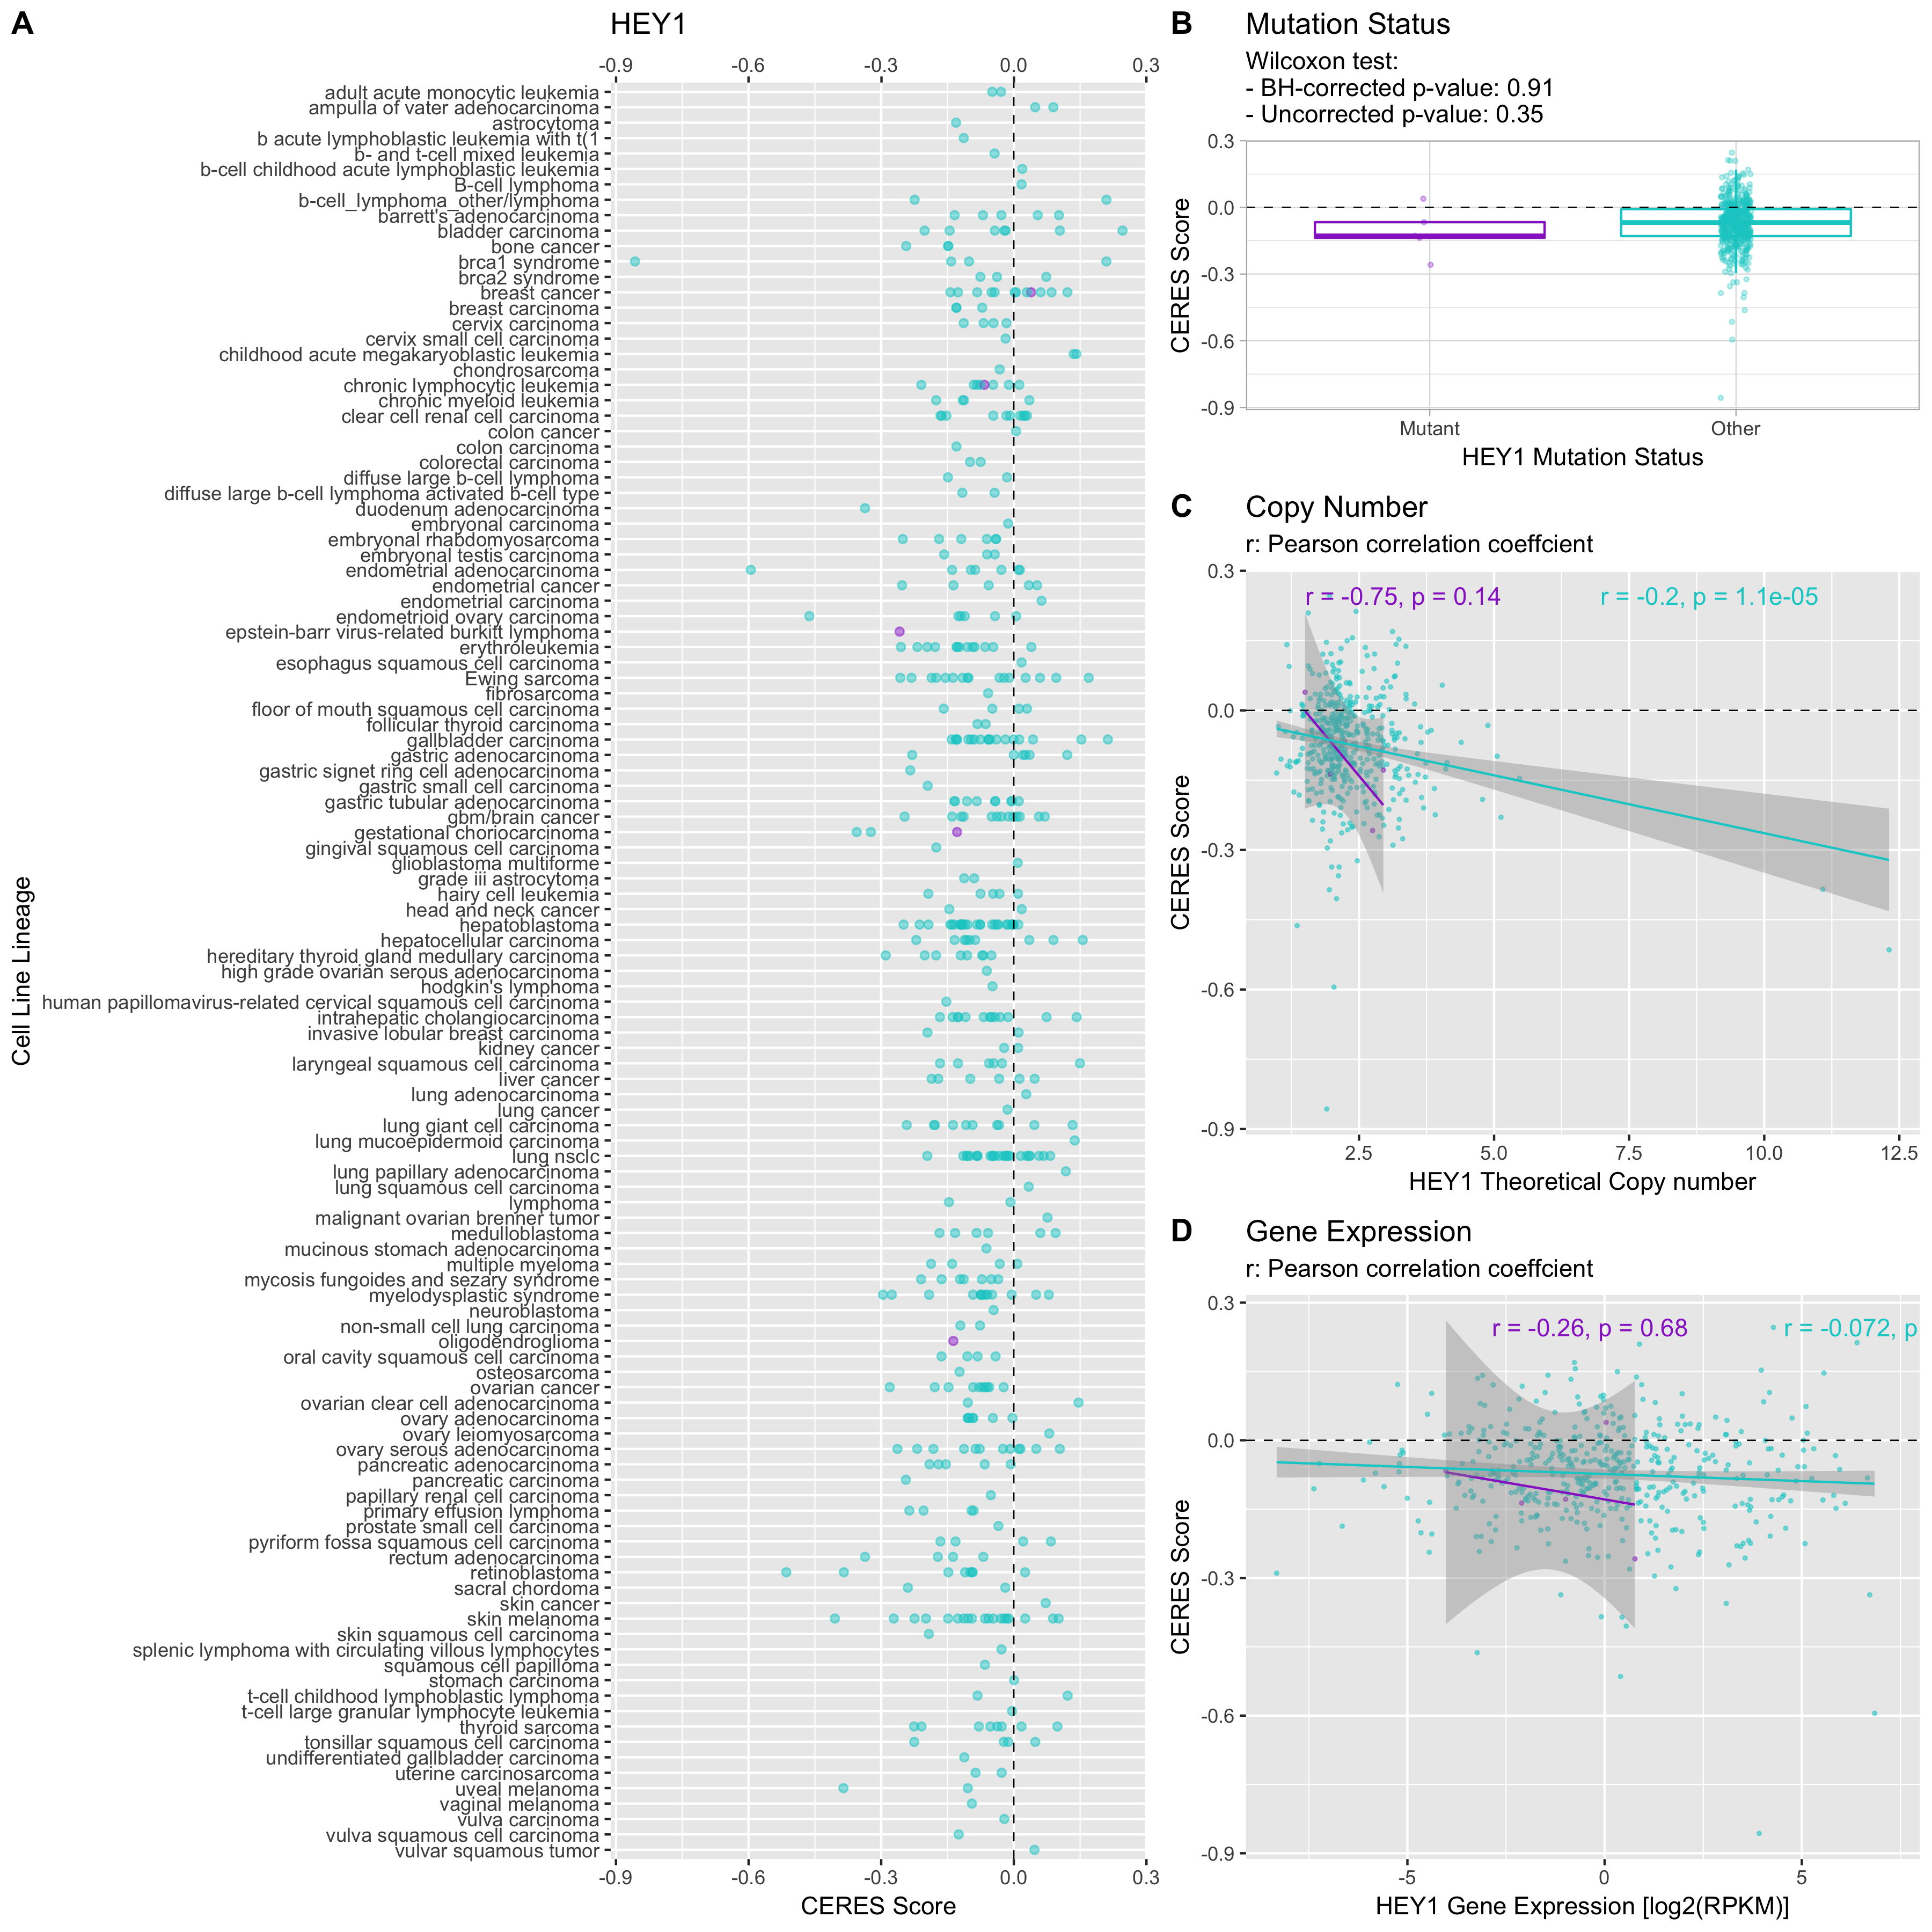 A
HEY1
-0.9 -0.6 -0.3 0.0 0.3
Cell Line Lineage
adult acute monocytic leukemia
ampulla of vater adenocarcinoma
astrocytoma
b acute lymphoblastic leukemia with t(1
b- and t-cell mixed leukemia
b-cell childhood acute lymphoblastic leukemia
B-cell lymphoma
b-cell_lymphoma_other/lymphoma
barrett's adenocarcinoma
bladder carcinoma
bone cancer
brca1 syndrome
brca2 syndrome
breast cancer
breast carcinoma
cervix carcinoma
cervix small cell carcinoma
childhood acute megakaryoblastic leukemia
chondrosarcoma
chronic lymphocytic leukemia
chronic myeloid leukemia
clear cell renal cell carcinoma
colon cancer
colon carcinoma
colorectal carcinoma
diffuse large b-cell lymphoma
diffuse large b-cell lymphoma activated b-cell type
duodenum adenocarcinoma
embryonal carcinoma
embryonal rhabdomyosarcoma
embryonal testis carcinoma
endometrial adenocarcinoma
endometrial cancer
endometrial carcinoma
endometrioid ovary carcinoma
epstein-barr virus-related burkitt lymphoma
erythroleukemia
esophagus squamous cell carcinoma
Ewing sarcoma
fibrosarcoma
floor of mouth squamous cell carcinoma
follicular thyroid carcinoma
gallbladder carcinoma
gastric adenocarcinoma
gastric signet ring cell adenocarcinoma
gastric small cell carcinoma
gastric tubular adenocarcinoma
gbm/brain cancer
gestational choriocarcinoma
gingival squamous cell carcinoma
glioblastoma multiforme
grade iii astrocytoma
hairy cell leukemia
head and neck cancer
hepatoblastoma
hepatocellular carcinoma
hereditary thyroid gland medullary carcinoma
high grade ovarian serous adenocarcinoma
hodgkin's lymphoma
human papillomavirus-related cervical squamous cell carcinoma
intrahepatic cholangiocarcinoma
invasive lobular breast carcinoma
kidney cancer
laryngeal squamous cell carcinoma
liver cancer
lung adenocarcinoma
lung cancer
lung giant cell carcinoma
lung mucoepidermoid carcinoma
lung nsclc
lung papillary adenocarcinoma
lung squamous cell carcinoma
lymphoma
malignant ovarian brenner tumor
medulloblastoma
mucinous stomach adenocarcinoma
multiple myeloma
mycosis fungoides and sezary syndrome
myelodysplastic syndrome
neuroblastoma
non-small cell lung carcinoma
oligodendroglioma
oral cavity squamous cell carcinoma
osteosarcoma
ovarian cancer
ovarian clear cell adenocarcinoma
ovary adenocarcinoma
ovary leiomyosarcoma
ovary serous adenocarcinoma
pancreatic adenocarcinoma
pancreatic carcinoma
papillary renal cell carcinoma
primary effusion lymphoma
prostate small cell carcinoma
pyriform fossa squamous cell carcinoma
rectum adenocarcinoma
retinoblastoma
sacral chordoma
skin cancer
skin melanoma
skin squamous cell carcinoma
splenic lymphoma with circulating villous lymphocytes
squamous cell papilloma
stomach carcinoma
t-cell childhood lymphoblastic lymphoma
t-cell large granular lymphocyte leukemia
thyroid sarcoma
tonsillar squamous cell carcinoma
undifferentiated gallbladder carcinoma
uterine carcinosarcoma
uveal melanoma
vaginal melanoma
vulva carcinoma
vulva squamous cell carcinoma
vulvar squamous tumor
-0.9 -0.6 -0.3 0.0 0.3
CERES Score
B
Mutation Status
Wilcoxon test:
- BH-corrected p-value: 0.91
- Uncorrected p-value: 0.35
CERES Score
0.3
0.0
-0.3
-0.6
-0.9
Mutant Other
HEY1 Mutation Status
C
Copy Number
r: Pearson correlation coeffcient
r = -0.75, p = 0.14 r = -0.2, p = 1.1e-05
CERES Score
0.3
0.0
-0.3
-0.6
-0.9
2.5 5.0 7.5 10.0 12.5
HEY1 Theoretical Copy number
D
Gene Expression
r: Pearson correlation coeffcient
r = -0.26, p = 0.68 r = -0.072, p
CERES Score
0.3
0.0
-0.3
-0.6
-0.9
-5 0 5
HEY1 Gene Expression [log2(RPKM)]